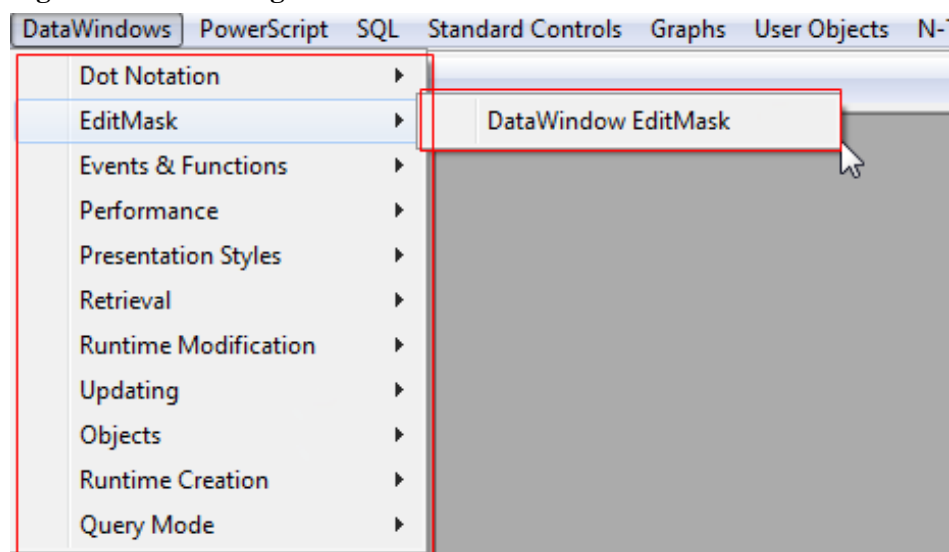 DataWindows PowerScript SQL Standard Controls Graphs User Objects
Dot Notation
EditMask
DataWindow EditMask
Events & Functions
Performance
Presentation Styles
Retrieval
Runtime Modification
Updating
Objects
Runtime Creation
Query Mode